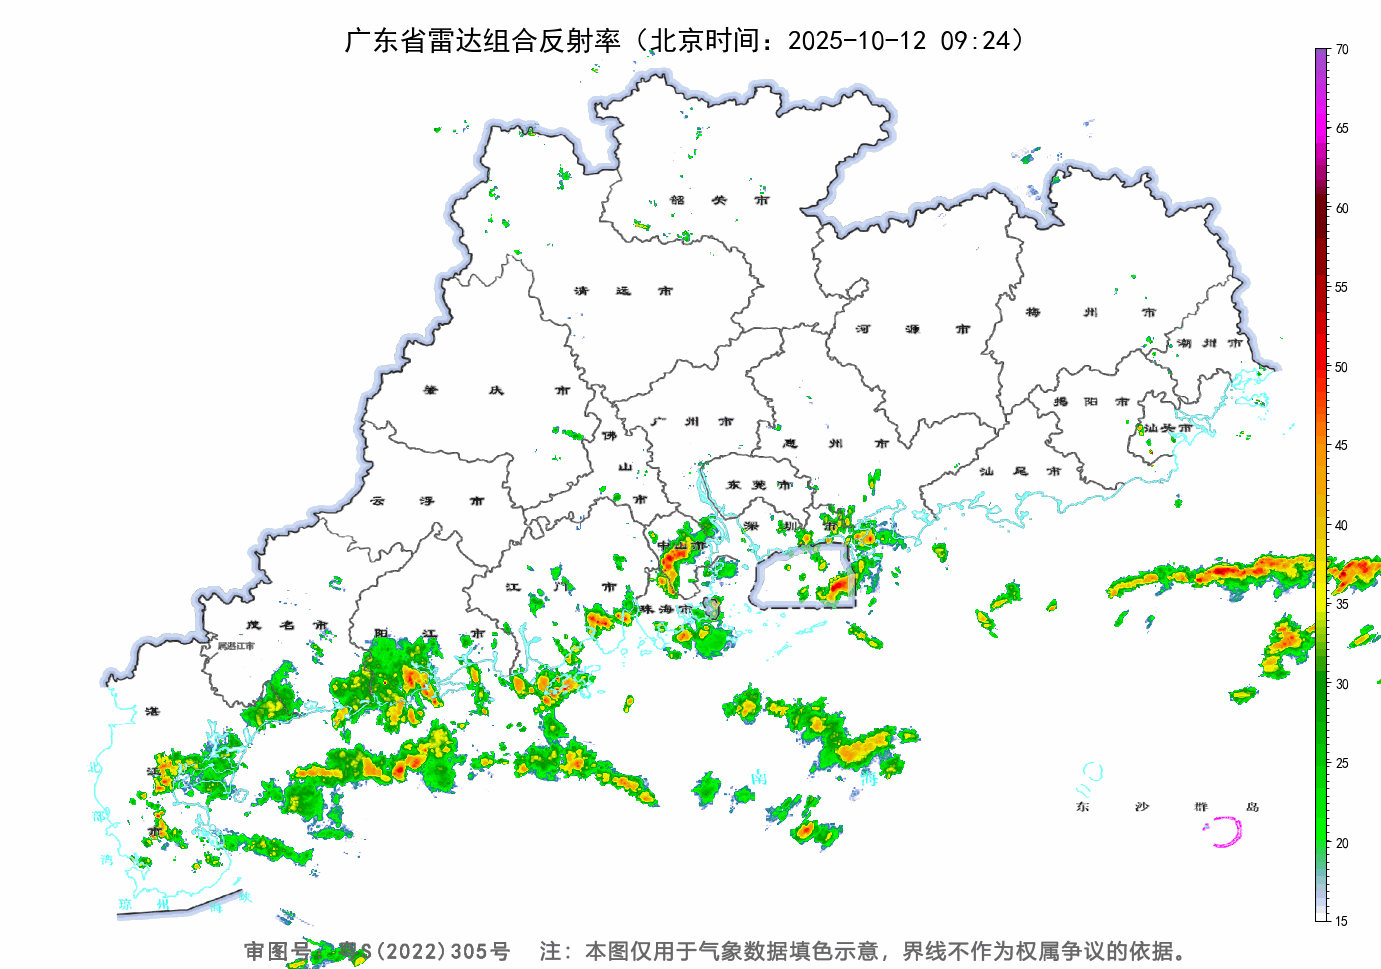 广东省雷达组合反射率（北京时间：2025-10-12 09:24）
70
65
60
55
50
45
40
35
30
25
20
15
韶 关 市
清 远 市
河 源 市
梅 州 市
潮 州 市
肇 庆 市
广 州 市
揭 阳 市
汕 头 市
佛 山 市
惠 州 市
汕 尾 市
云 浮 市
东 莞 市
深 圳 市
中 山 市
江 门 市
珠 海 市
茂 名 市
阳 江 市
属湛江市
湛 江 市
北 部 湾
南 海
东 沙 群 岛
琼 州 海 峡
审图号：粤S(2022)305号 注：本图仅用于气象数据填色示意，界线不作为权属争议的依据。